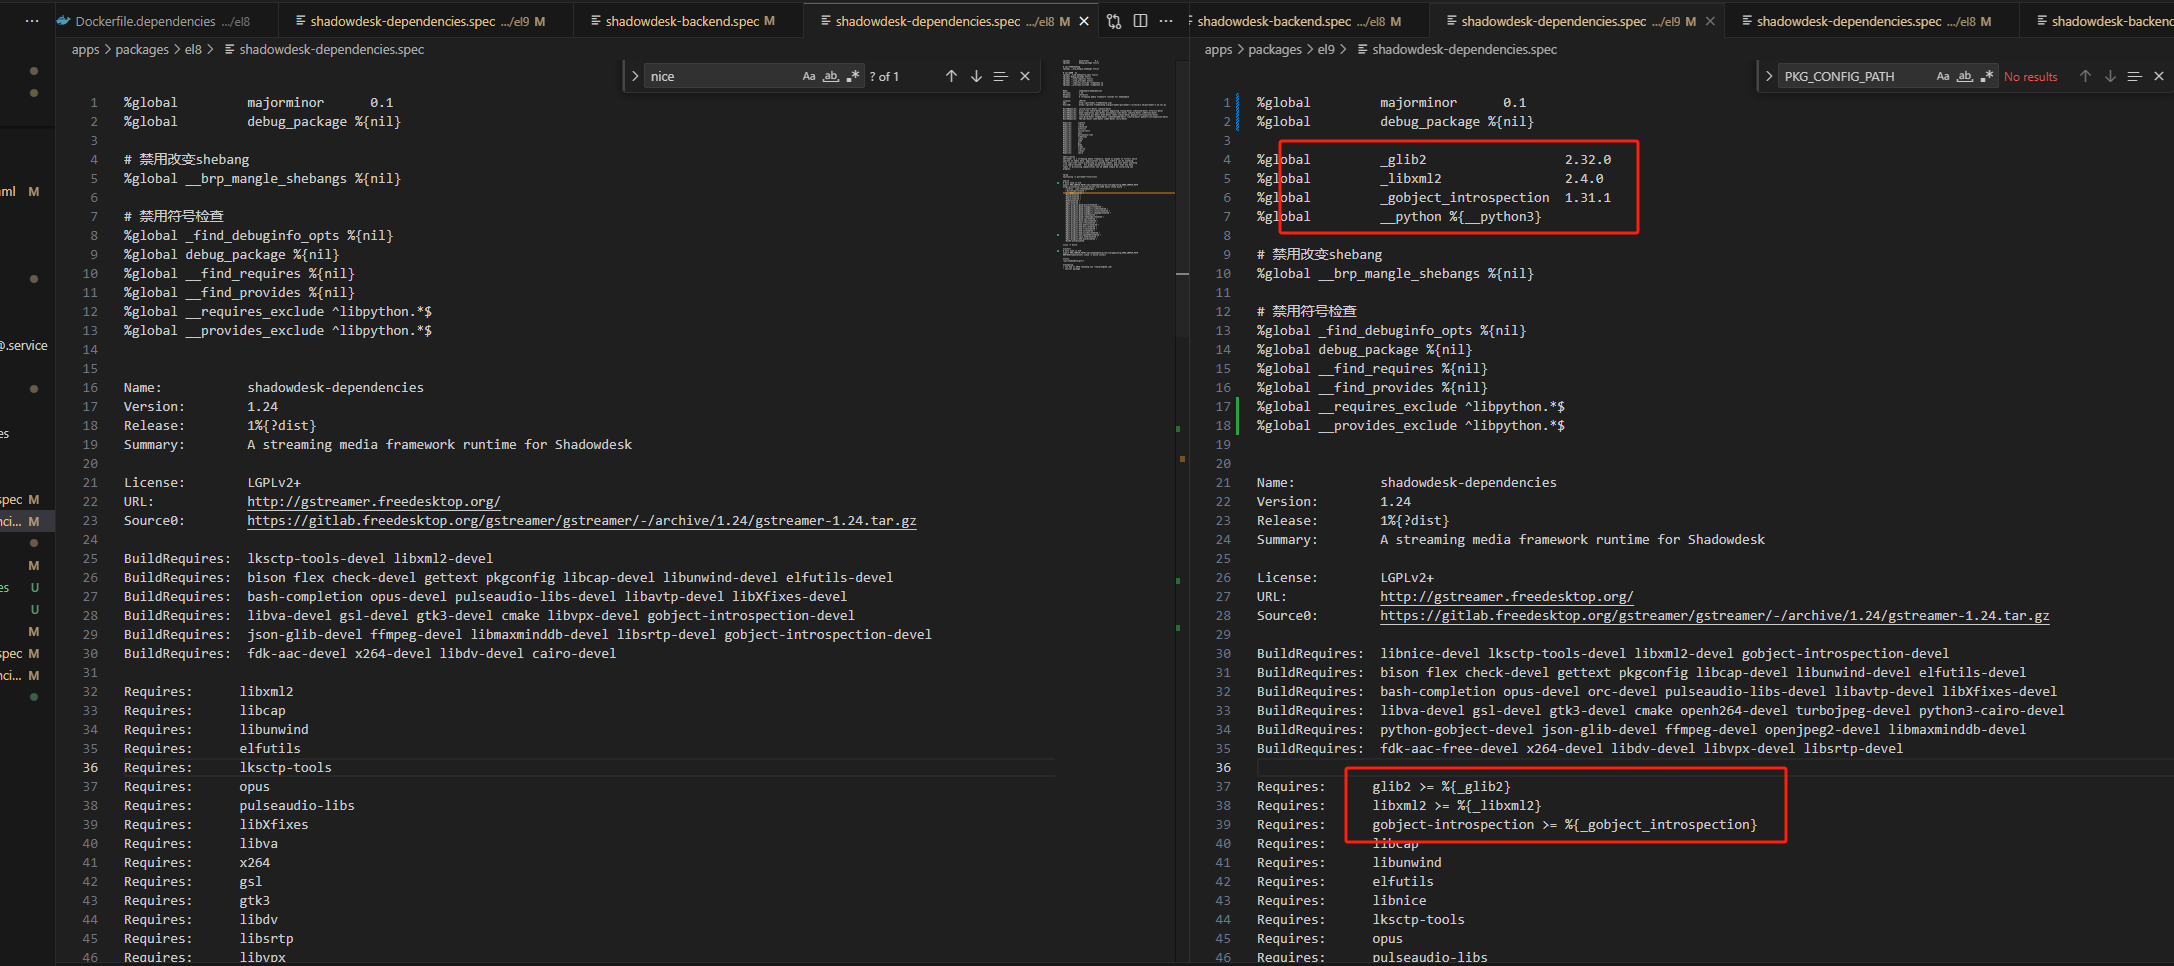 Dockerfile.dependencies .../el8
shadowdesk-dependencies.spec .../el9 M
shadowdesk-backend.spec M
shadowdesk-dependencies.spec .../el8 M
shadowdesk-backend.spec .../el8 M
shadowdesk-dependencies.spec .../el9 M
shadowdesk-dependencies.spec .../el8 M
shadowdesk-backend
ml M
@.service
es
spec M
nci... M
M
es U
U
M
spec M
nci... M
apps > packages > el8 > shadowdesk-dependencies.spec
nice
Aa ab .* ? of 1
1 %global majorminor 0.1
2 %global debug_package %{nil}
3
4 # 禁用改变shebang
5 %global __brp_mangle_shebangs %{nil}
6
7 # 禁用符号检查
8 %global _find_debuginfo_opts %{nil}
9 %global debug_package %{nil}
10 %global __find_requires %{nil}
11 %global __find_provides %{nil}
12 %global __requires_exclude ^libpython.*$
13 %global __provides_exclude ^libpython.*$
14
15
16 Name: shadowdesk-dependencies
17 Version: 1.24
18 Release: 1%{?dist}
19 Summary: A streaming media framework runtime for Shadowdesk
20
21 License: LGPLv2+
22 URL: http://gstreamer.freedesktop.org/
23 Source0: https://gitlab.freedesktop.org/gstreamer/gstreamer/-/archive/1.24/gstreamer-1.24.tar.gz
24
25 BuildRequires: lksctp-tools-devel libxml2-devel
26 BuildRequires: bison flex check-devel gettext pkgconfig libcap-devel libunwind-devel elfutils-devel
27 BuildRequires: bash-completion opus-devel pulseaudio-libs-devel libavtp-devel libXfixes-devel
28 BuildRequires: libva-devel gsl-devel gtk3-devel cmake libvpx-devel gobject-introspection-devel
29 BuildRequires: json-glib-devel ffmpeg-devel libmaxminddb-devel libsrtp-devel gobject-introspection-devel
30 BuildRequires: fdk-aac-devel x264-devel libdv-devel cairo-devel
31
32 Requires: libxml2
33 Requires: libcap
34 Requires: libunwind
35 Requires: elfutils
36 Requires: lksctp-tools
37 Requires: opus
38 Requires: pulseaudio-libs
39 Requires: libXfixes
40 Requires: libva
41 Requires: x264
42 Requires: gsl
43 Requires: gtk3
44 Requires: libdv
45 Requires: libsrtp
46 Requires: libvpx
apps > packages > el9 > shadowdesk-dependencies.spec
PKG_CONFIG_PATH
Aa ab .* No results
1 %global majorminor 0.1
2 %global debug_package %{nil}
3
4 %global _glib2 2.32.0
5 %global _libxml2 2.4.0
6 %global _gobject_introspection 1.31.1
7 %global __python %{__python3}
8
9 # 禁用改变shebang
10 %global __brp_mangle_shebangs %{nil}
11
12 # 禁用符号检查
13 %global _find_debuginfo_opts %{nil}
14 %global debug_package %{nil}
15 %global __find_requires %{nil}
16 %global __find_provides %{nil}
17 %global __requires_exclude ^libpython.*$
18 %global __provides_exclude ^libpython.*$
19
20
21 Name: shadowdesk-dependencies
22 Version: 1.24
23 Release: 1%{?dist}
24 Summary: A streaming media framework runtime for Shadowdesk
25
26 License: LGPLv2+
27 URL: http://gstreamer.freedesktop.org/
28 Source0: https://gitlab.freedesktop.org/gstreamer/gstreamer/-/archive/1.24/gstreamer-1.24.tar.gz
29
30 BuildRequires: libnice-devel lksctp-tools-devel libxml2-devel gobject-introspection-devel
31 BuildRequires: bison flex check-devel gettext pkgconfig libcap-devel libunwind-devel elfutils-devel
32 BuildRequires: bash-completion opus-devel orc-devel pulseaudio-libs-devel libavtp-devel libXfixes-devel
33 BuildRequires: libva-devel gsl-devel gtk3-devel cmake openh264-devel turbojpeg-devel python3-cairo-devel
34 BuildRequires: python-gobject-devel json-glib-devel ffmpeg-devel openjpeg2-devel libmaxminddb-devel
35 BuildRequires: fdk-aac-free-devel x264-devel libdv-devel libvpx-devel libsrtp-devel
36
37 Requires: glib2 >= %{_glib2}
38 Requires: libxml2 >= %{_libxml2}
39 Requires: gobject-introspection >= %{_gobject_introspection}
40 Requires: libcap
41 Requires: libunwind
42 Requires: elfutils
43 Requires: libnice
44 Requires: lksctp-tools
45 Requires: opus
46 Requires: pulseaudio-libs